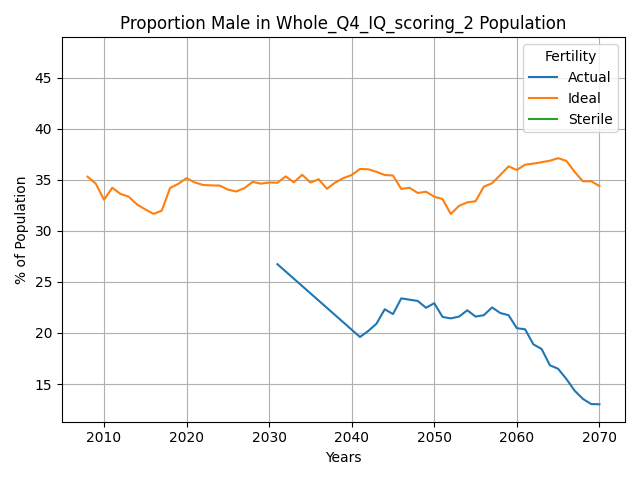 Proportion Male in Whole_Q4_IQ_scoring_2 Population
Fertility
Actual
Ideal
Sterile
% of Population
45
40
35
30
25
20
15
2010
2020
2030
2040
2050
2060
2070
Years